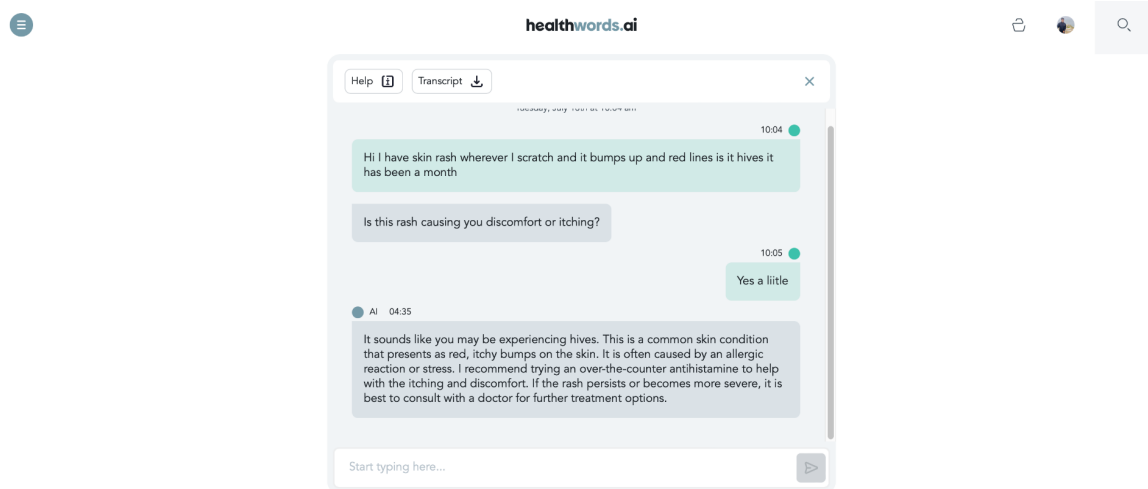 healthwords.ai
Help
Transcript
10:04
Hi I have skin rash wherever I scratch and it bumps up and red lines is it hives it
has been a month
Is this rash causing you discomfort or itching?
10:05
Yes a liitle
AI 04:35
It sounds like you may be experiencing hives. This is a common skin condition
that presents as red, itchy bumps on the skin. It is often caused by an allergic
reaction or stress. I recommend trying an over-the-counter antihistamine to help
with the itching and discomfort. If the rash persists or becomes more severe, it is
best to consult with a doctor for further treatment options.
Start typing here...